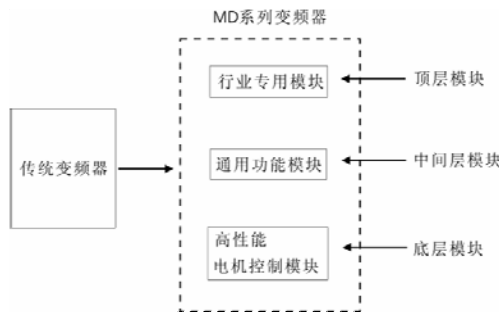 MD系列变频器
行业专用模块
顶层模块
传统变频器
通用功能模块
中间层模块
高性能
电机控制模块
底层模块